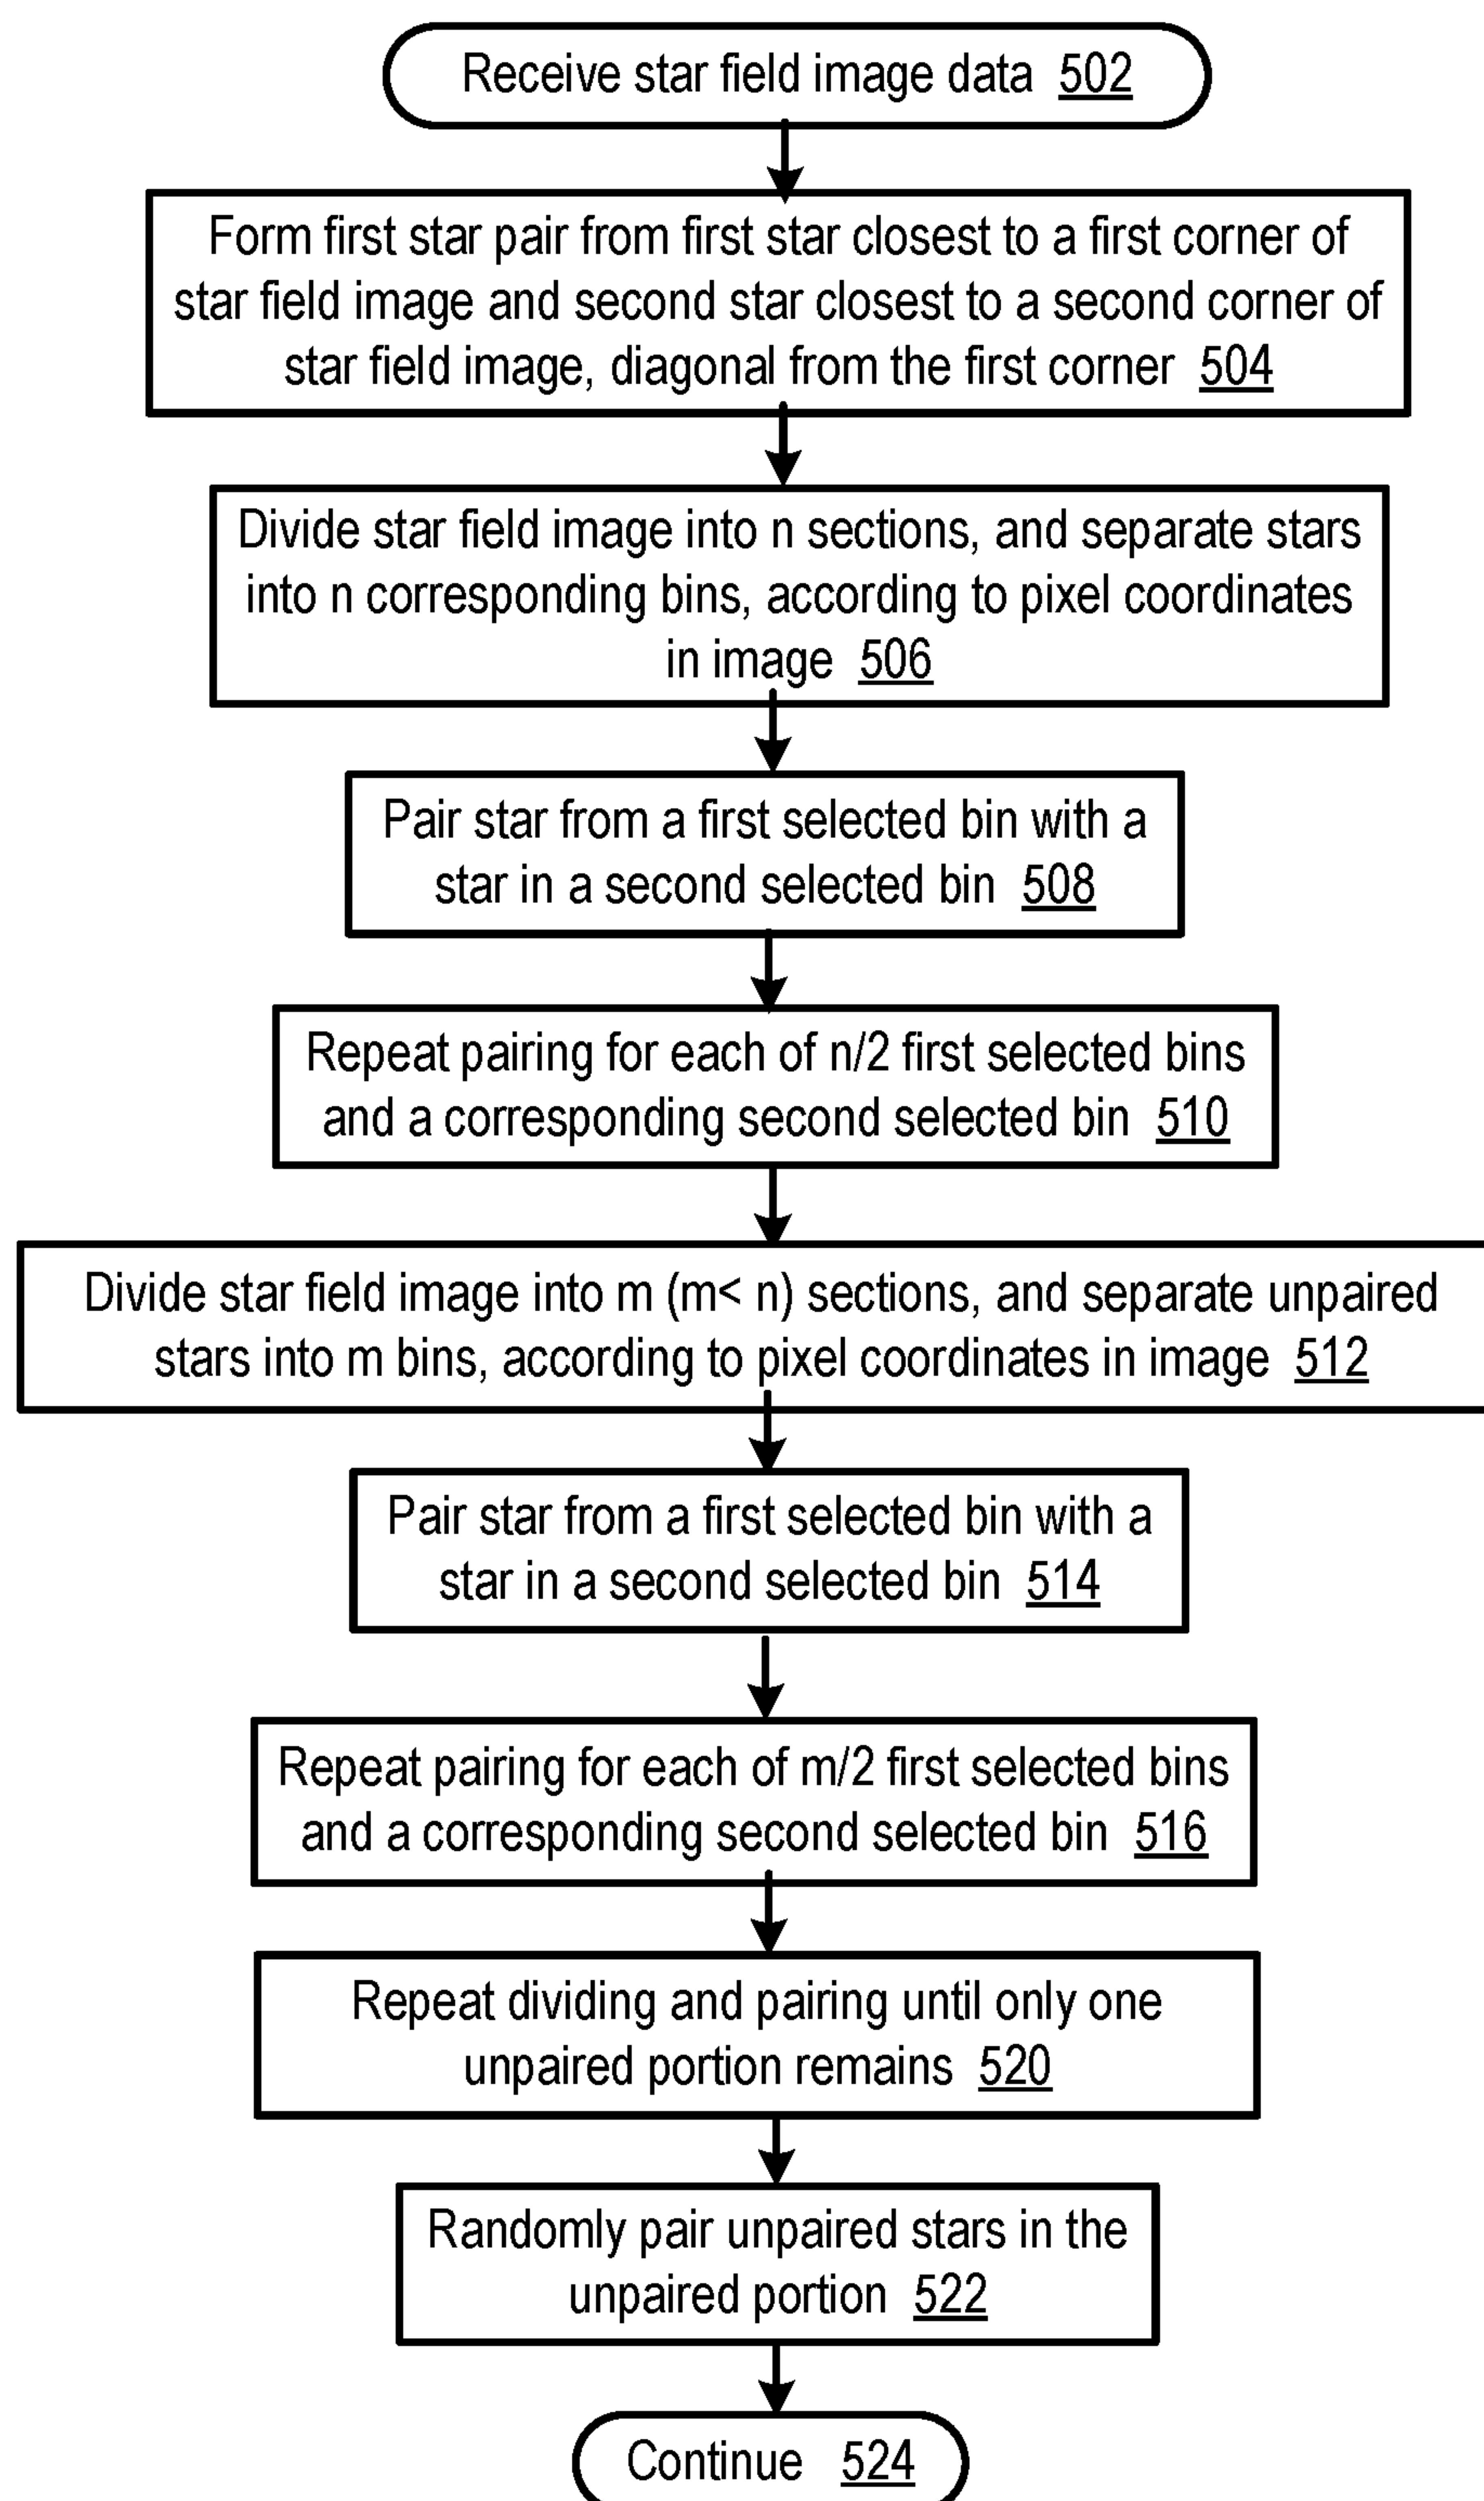 Receive star field image data 502
Form first star pair from first star closest to a first corner of
star field image and second star closest to a second corner of
star field image, diagonal from the first corner 504
Divide star field image into n sections, and separate stars
into n corresponding bins, according to pixel coordinates
in image 506
Pair star from a first selected bin with a
star in a second selected bin 508
Repeat pairing for each of n/2 first selected bins
and a corresponding second selected bin 510
Divide star field image into m (m< n) sections, and separate unpaired
stars into m bins, according to pixel coordinates in image 512
Pair star from a first selected bin with a
star in a second selected bin 514
Repeat pairing for each of m/2 first selected bins
and a corresponding second selected bin 516
Repeat dividing and pairing until only one
unpaired portion remains 520
Randomly pair unpaired stars in the
unpaired portion 522
Continue 524